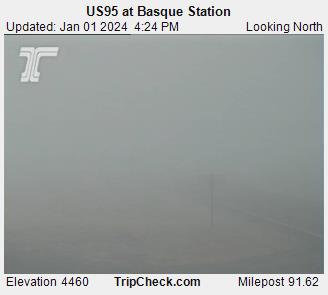 US95 at Basque Station
Updated: Jan 01 2024 4:24 PM Looking North
Elevation 4460 TripCheck.com Milepost 91.62